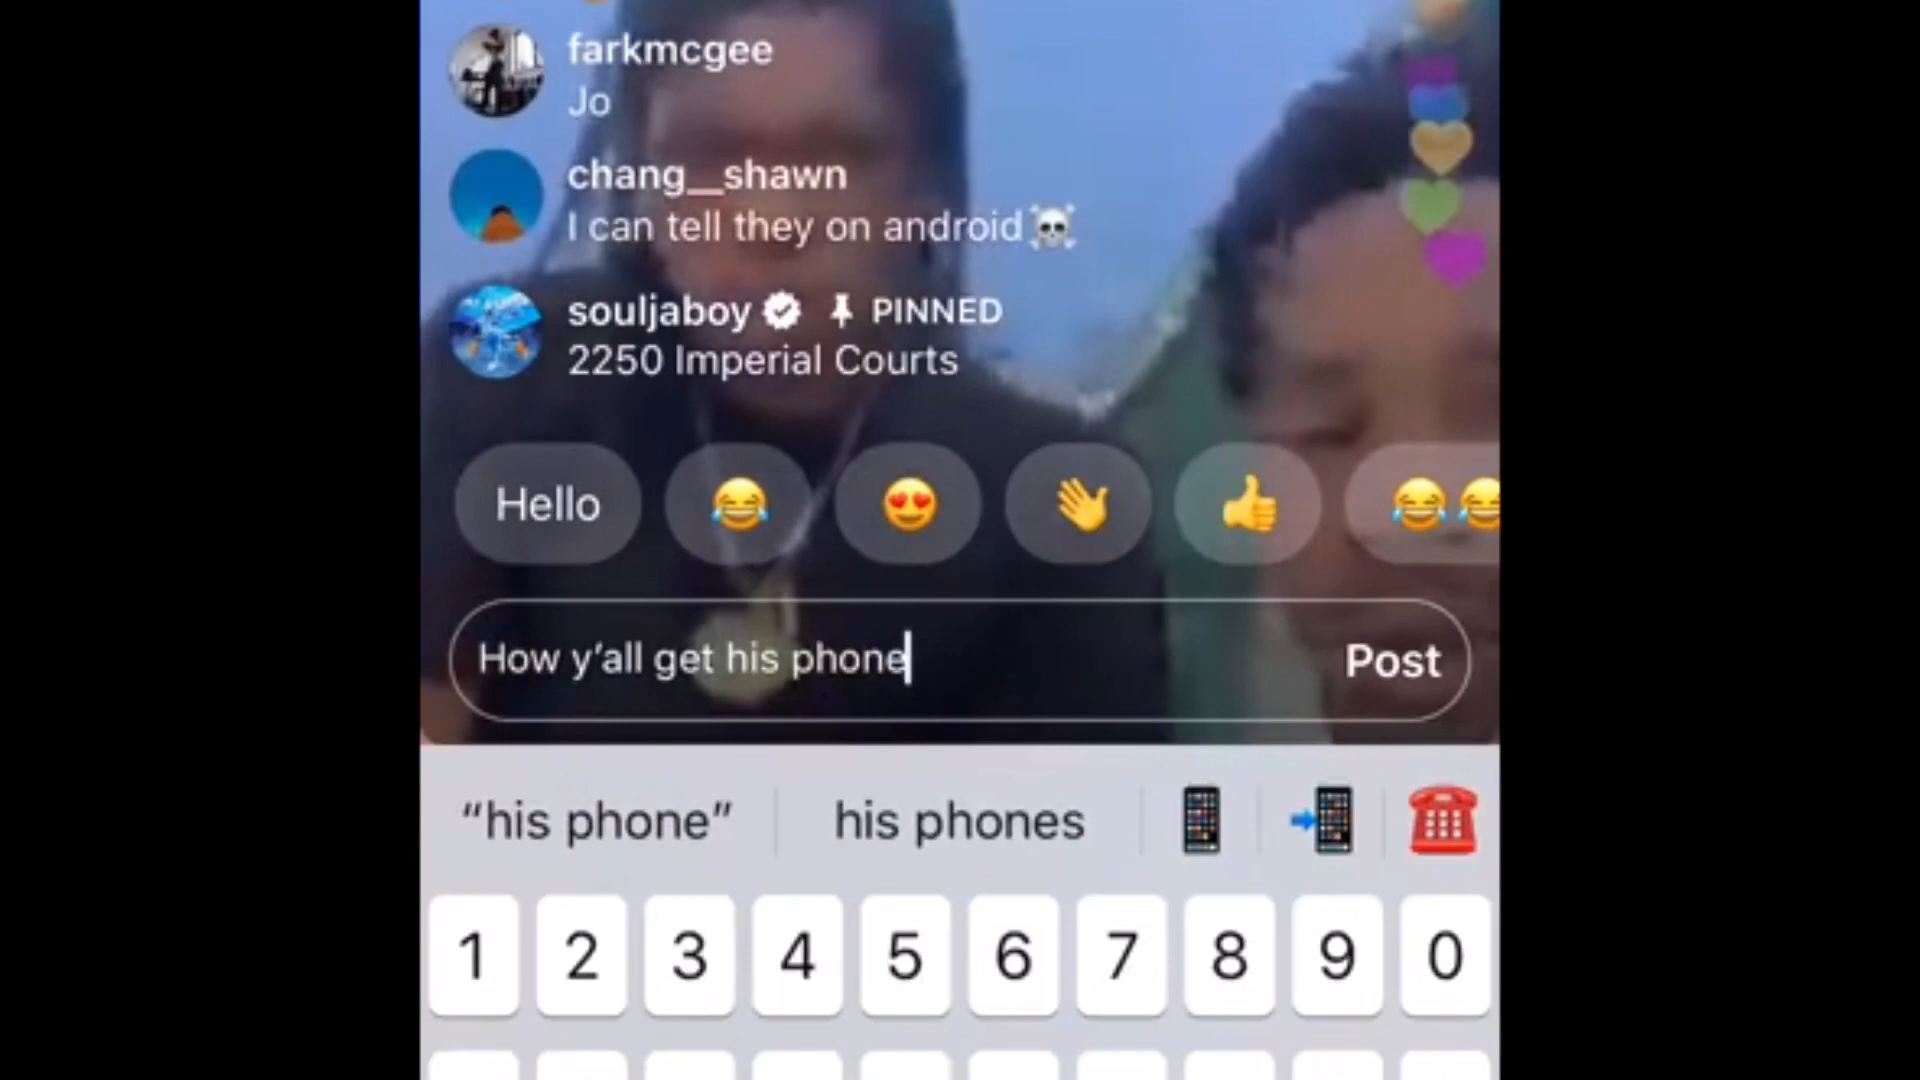 farkmcgee
Jo
chang__shawn
I can tell they on android☠️
souljaboy PINNED
2250 Imperial Courts
Hello 😂 😍 👋 👍 😂😂
How y’all get his phone Post
“his phone” his phones 📱 📲 ☎️
1 2 3 4 5 6 7 8 9 0